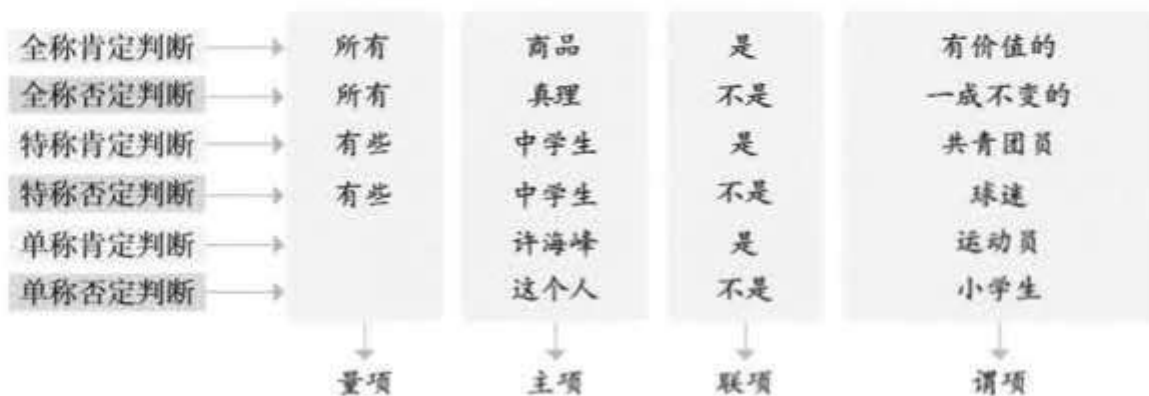 全称肯定判断 所有 商品 是 有价值的
全称否定判断 所有 真理 不是 一成不变的
特称肯定判断 有些 中学生 是 共青团员
特称否定判断 有些 中学生 不是 球迷
单称肯定判断 许海峰 是 运动员
单称否定判断 这个人 不是 小学生
量项 主项 联项 谓项